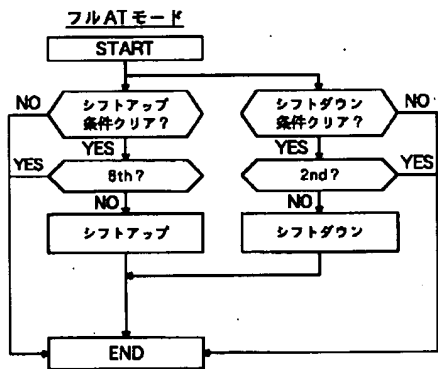 フルATモード
START
NO
シフトアップ
条件クリア?
シフトダウン
条件クリア?
NO
YES
YES
YES
8th?
2nd?
YES
NO
NO
シフトアップ
シフトダウン
END